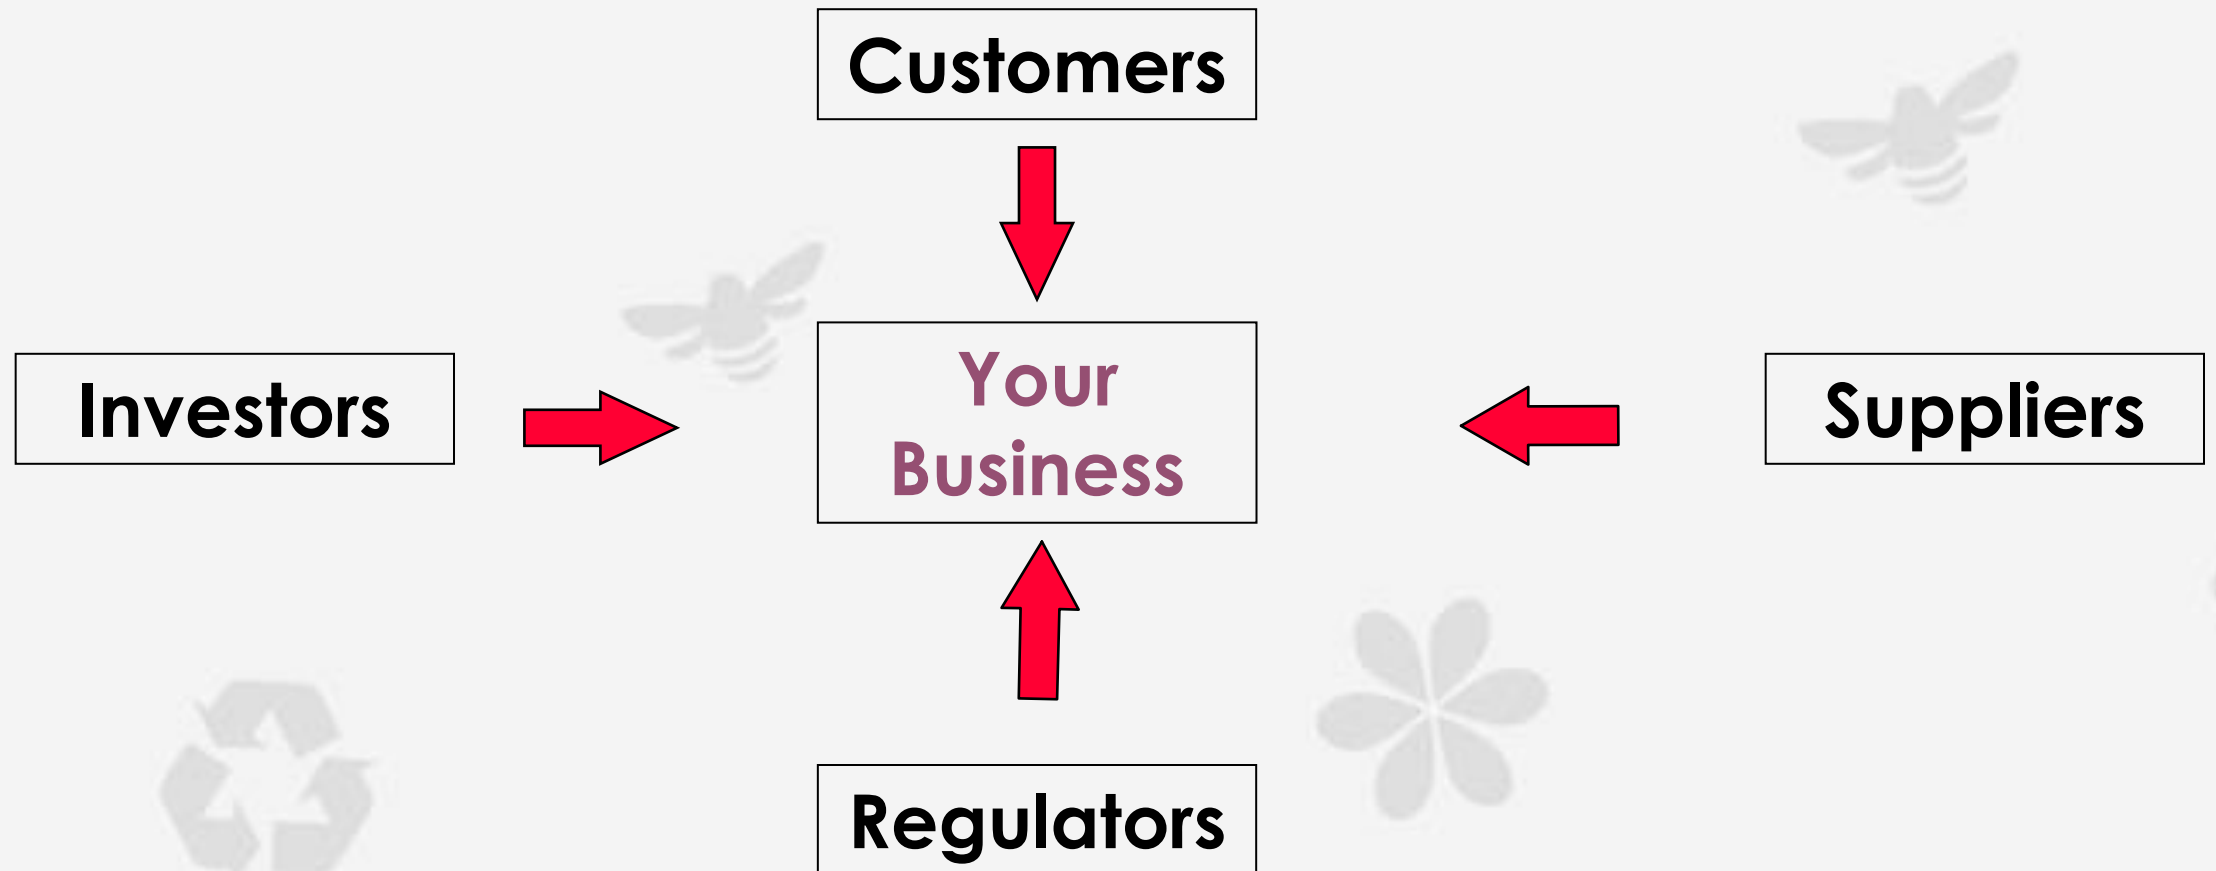 Customers
Investors
Your
Business
Suppliers
Regulators